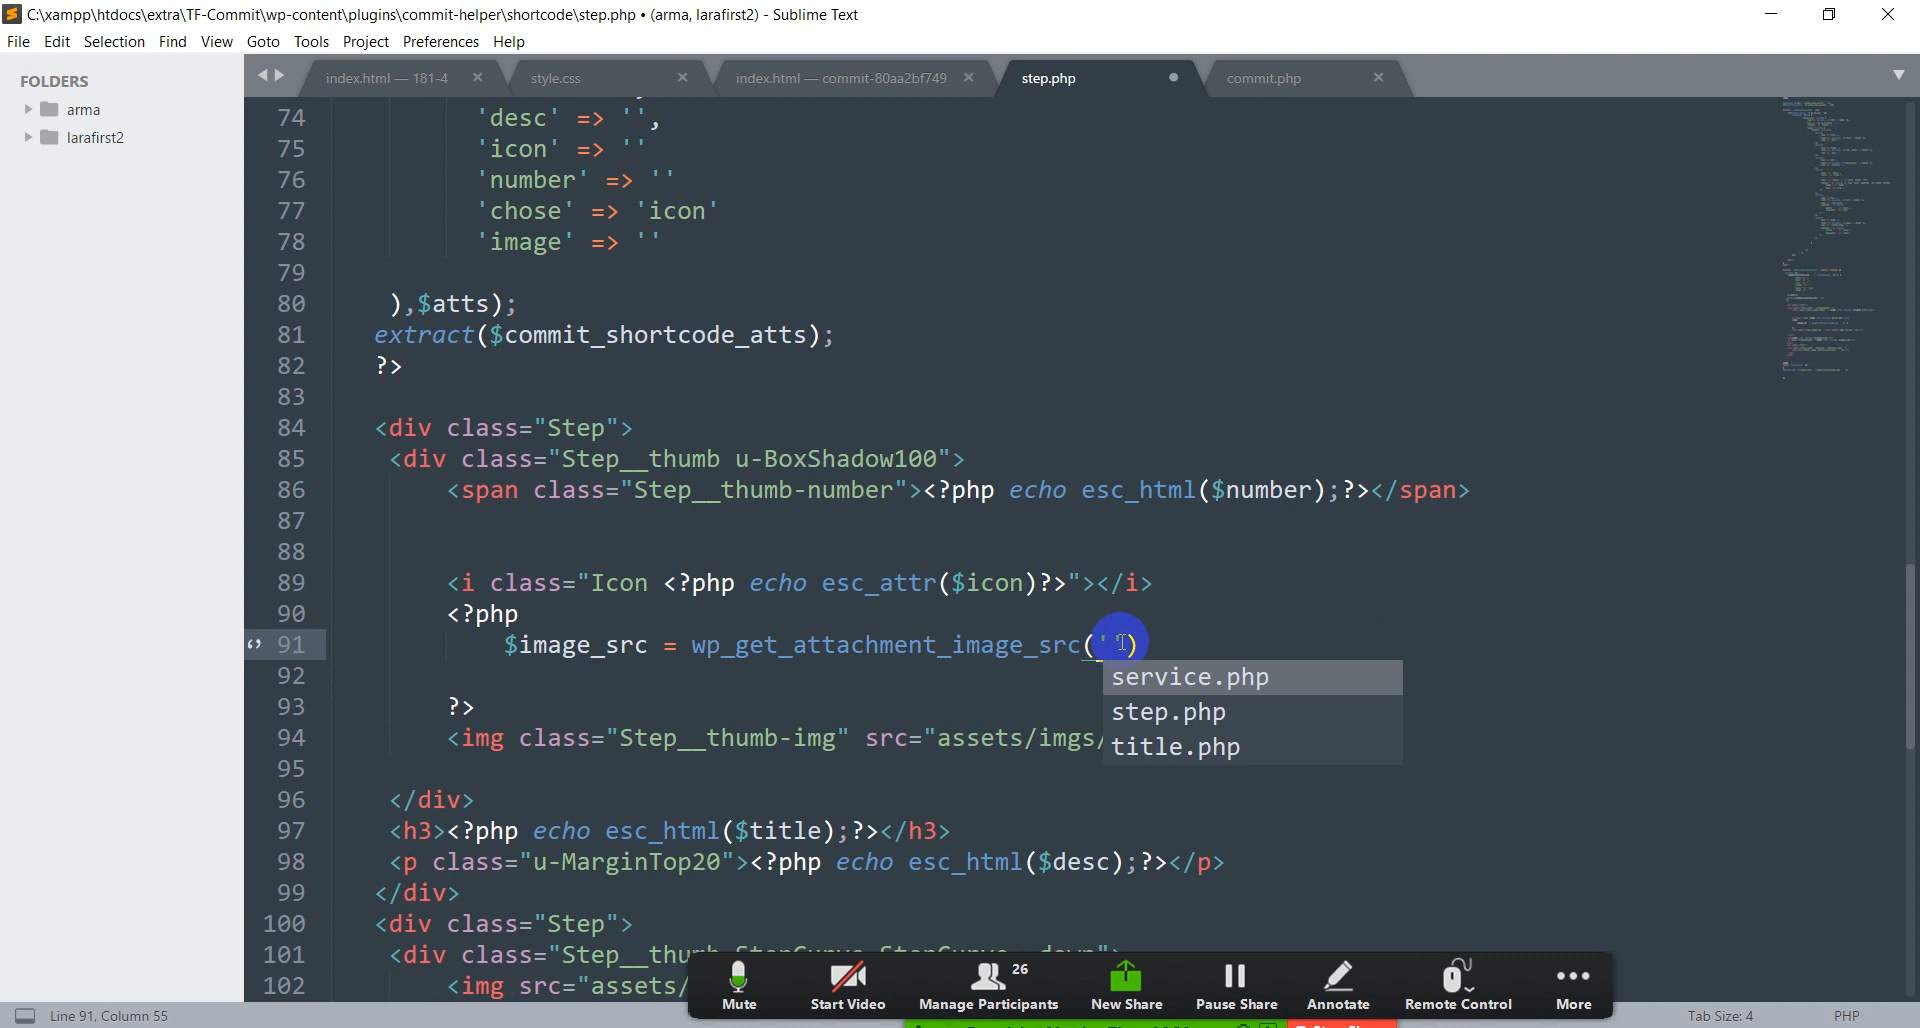 C:\xampp\htdocs\extra\TF-Commit\wp-content\plugins\commit-helper\shortcode\step.php • (arma, larafirst2) - Sublime Text
File Edit Selection Find View Goto Tools Project Preferences Help
FOLDERS
arma
larafirst2
index.html — 181-4
style.css
index.html — commit-80aa2bf749
step.php
commit.php
74 'desc' => '',
75 'icon' => ''
76 'number' => ''
77 'chose' => 'icon'
78 'image' => ''
79
80 ),$atts);
81 extract($commit_shortcode_atts);
82 ?>
83
84 <div class="Step">
85 <div class="Step__thumb u-BoxShadow100">
86 <span class="Step__thumb-number"><?php echo esc_html($number);?></span>
87
88
89 <i class="Icon <?php echo esc_attr($icon)?>"></i>
90 <?php
91 $image_src = wp_get_attachment_image_src('')
92
93 ?>
94 <img class="Step__thumb-img" src="assets/imgs/
95
96 </div>
97 <h3><?php echo esc_html($title);?></h3>
98 <p class="u-MarginTop20"><?php echo esc_html($desc);?></p>
99 </div>
100 <div class="Step">
101 <div class="Step__thumb StepCurve StepCurve--down">
102 <img src="assets/
service.php
step.php
title.php
26
Mute Start Video Manage Participants New Share Pause Share Annotate Remote Control More
Line 91, Column 55
Tab Size: 4
PHP